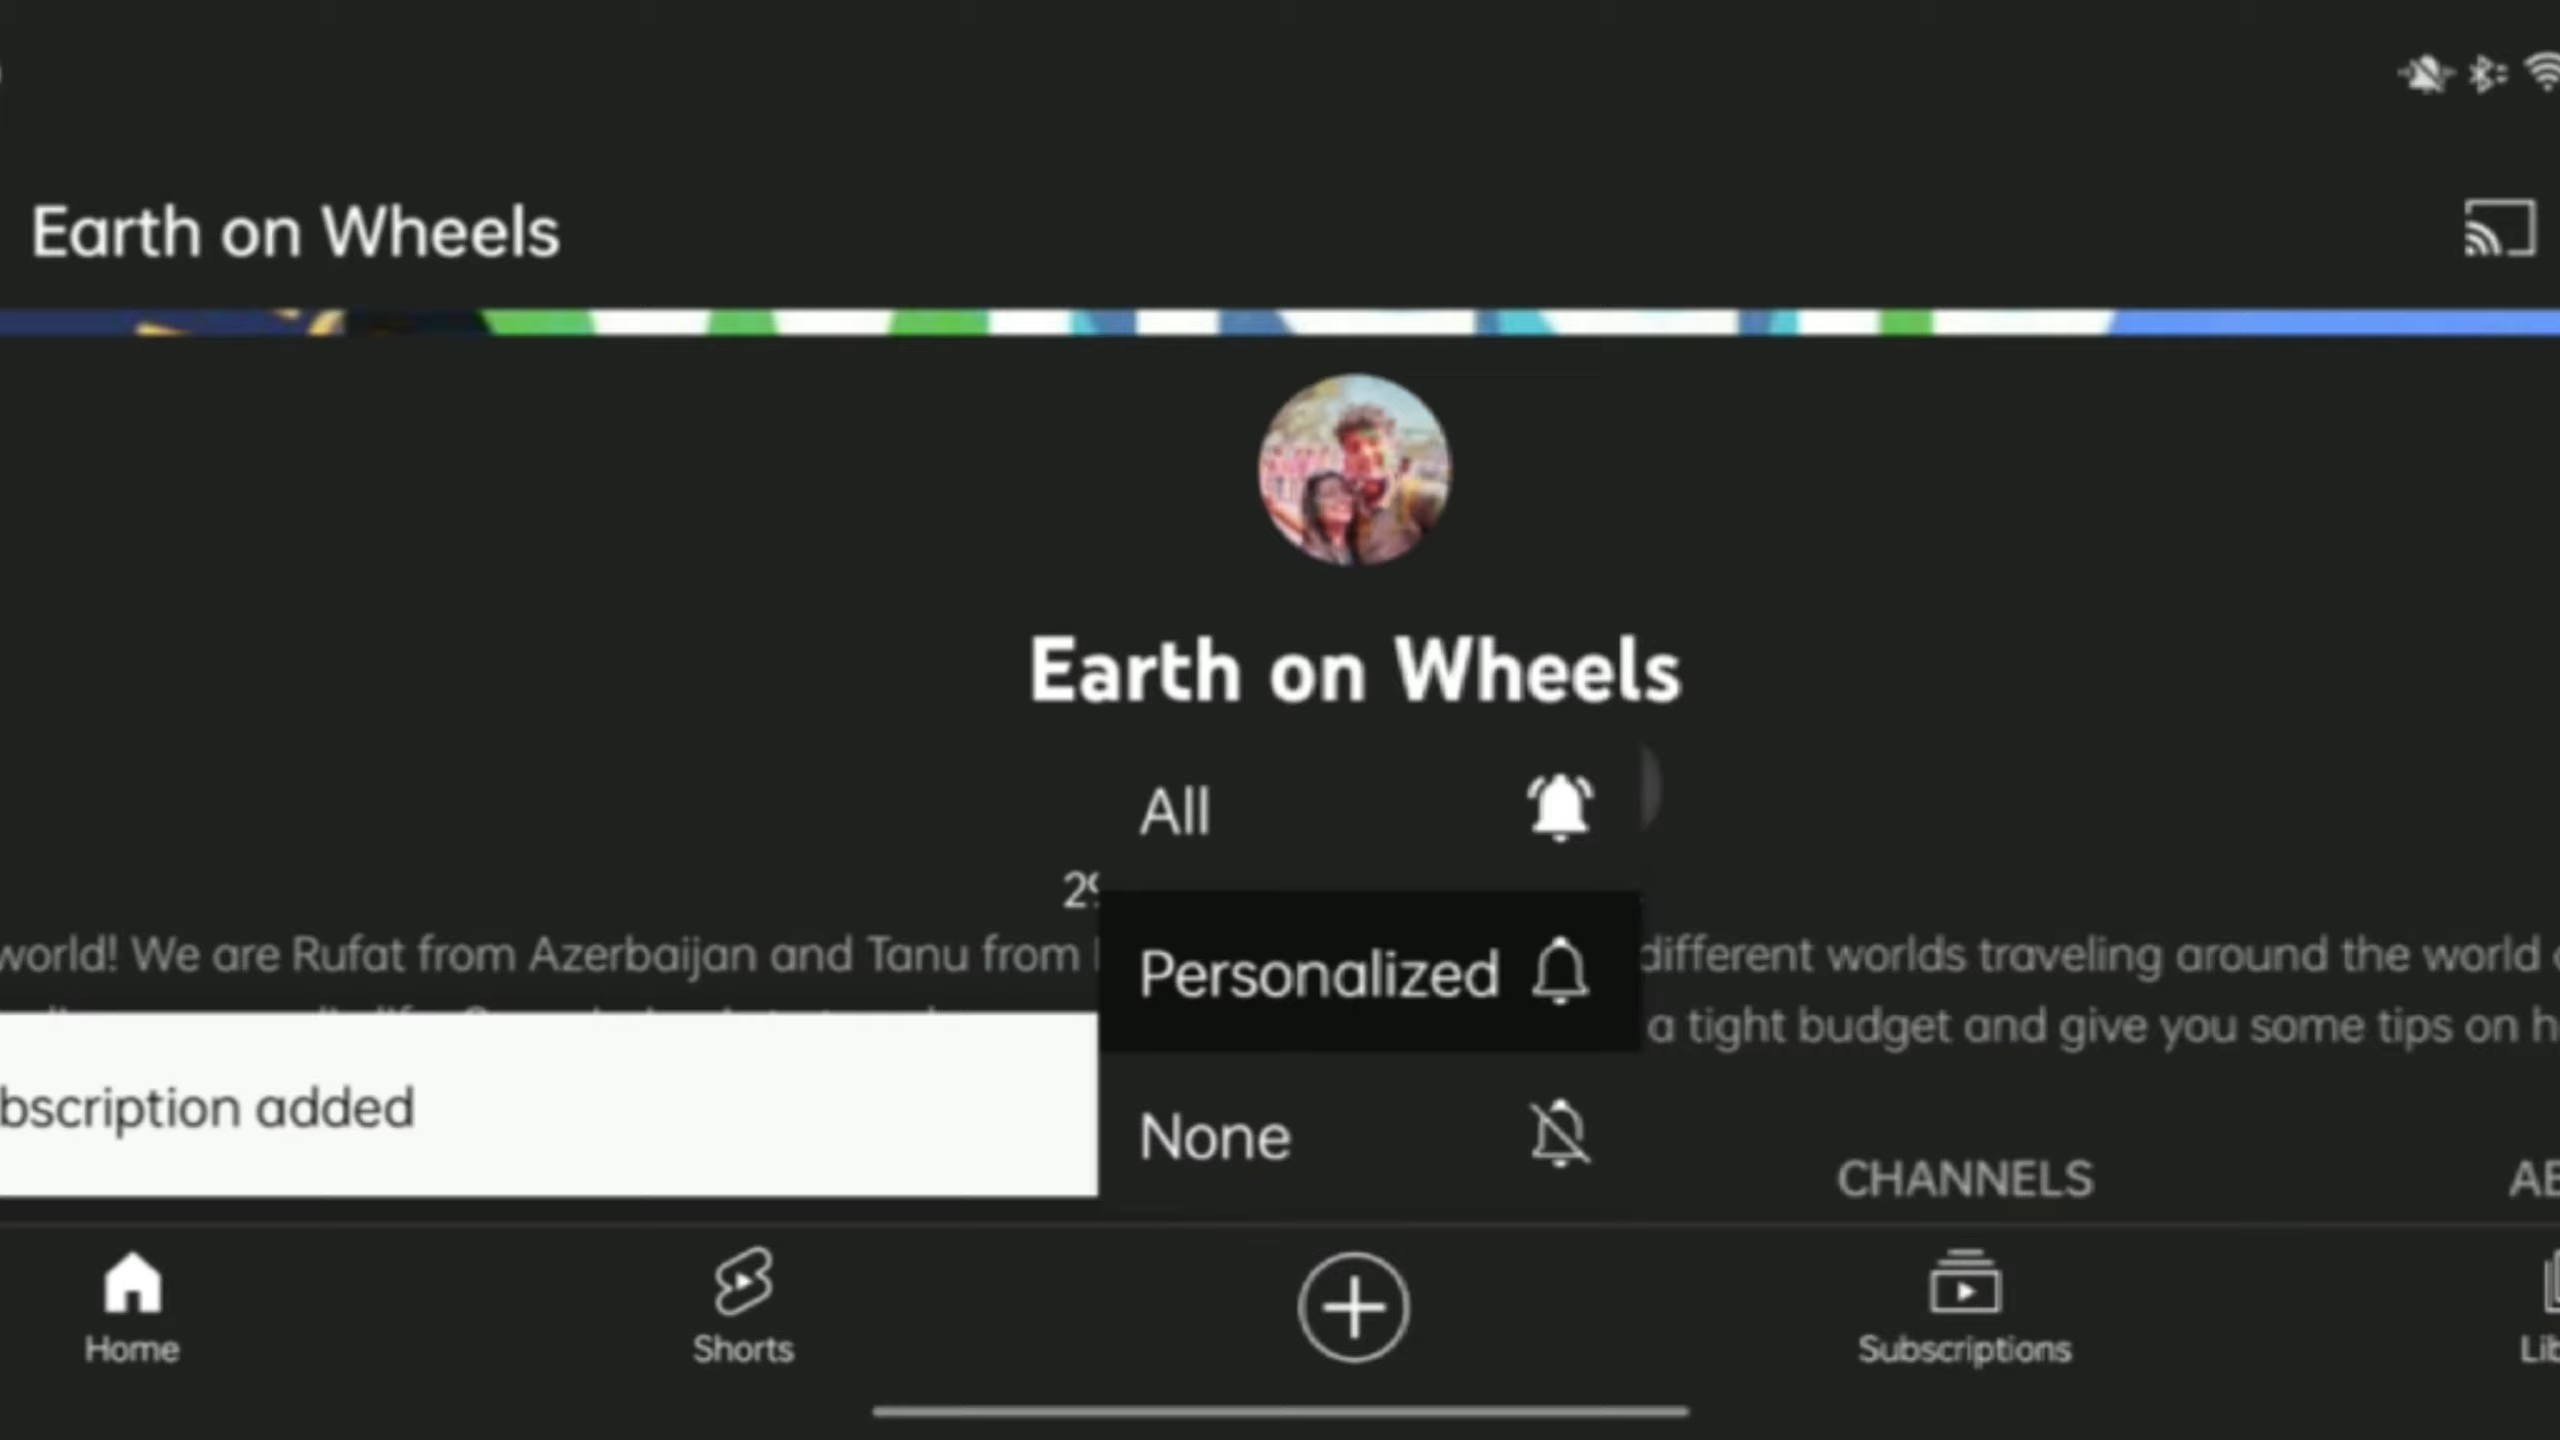 Earth on Wheels
Earth on Wheels
All
Personalized
world! We are Rufat from Azerbaijan and Tanu from
different worlds traveling around the world
a tight budget and give you some tips on
None
bscription added
CHANNELS
Home
Shorts
Subscriptions